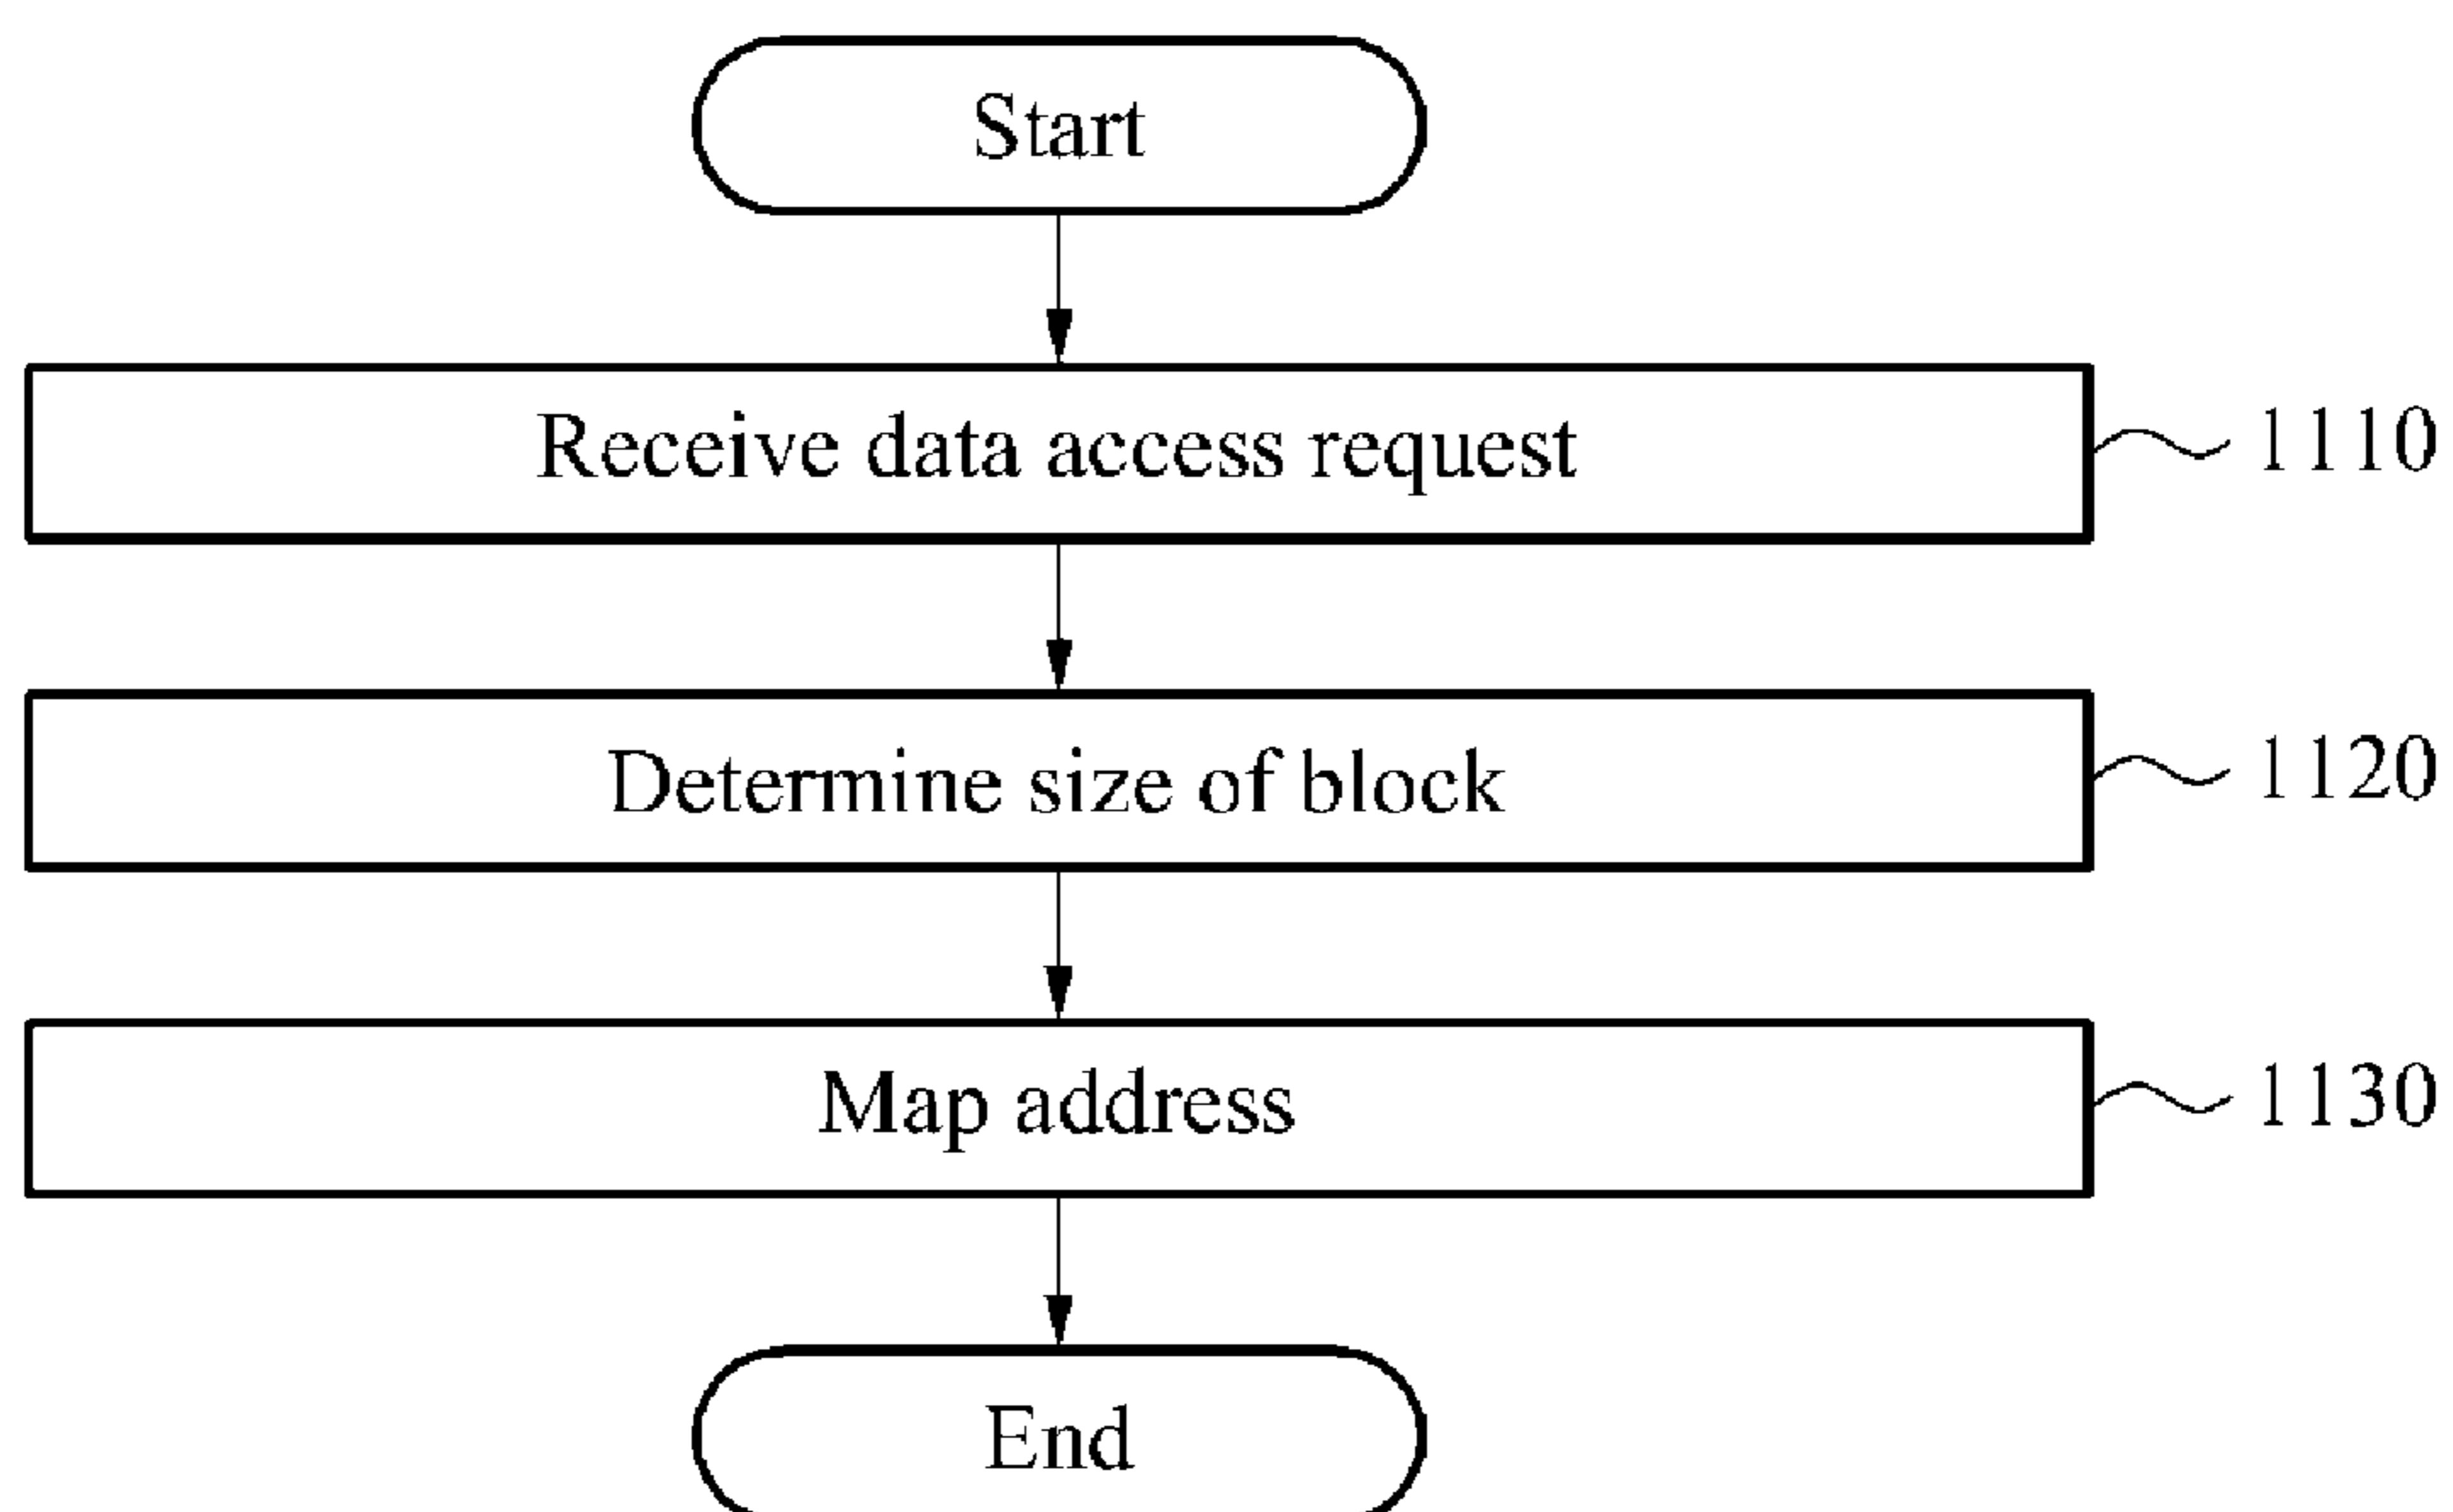 Start
Receive data access request 1110
Determine size of block 1120
Map address 1130
End